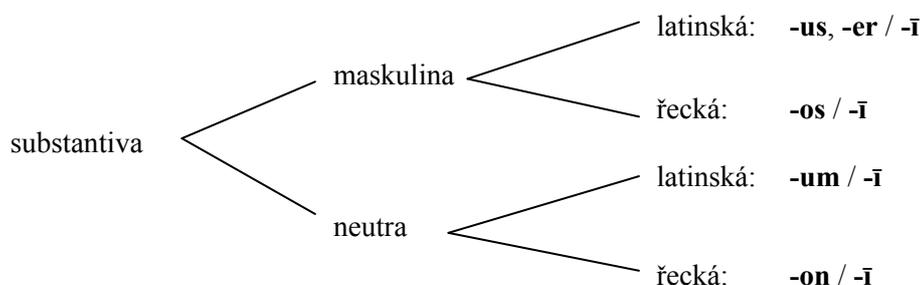 latinská: -us, -er / -ī
maskulina
řecká: -os / -ī
substantiva
latinská: -um / -ī
neutra
řecká: -on / -ī